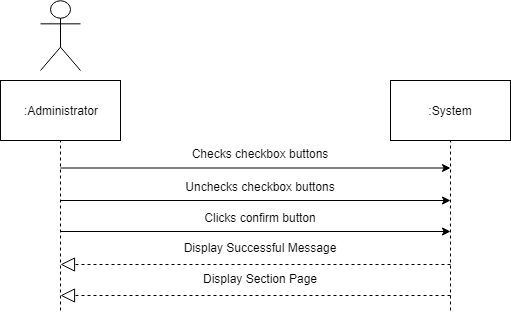 :Administrator
:System
Checks checkbox buttons
Unchecks checkbox buttons
Clicks confirm button
Display Successful Message
Display Section Page